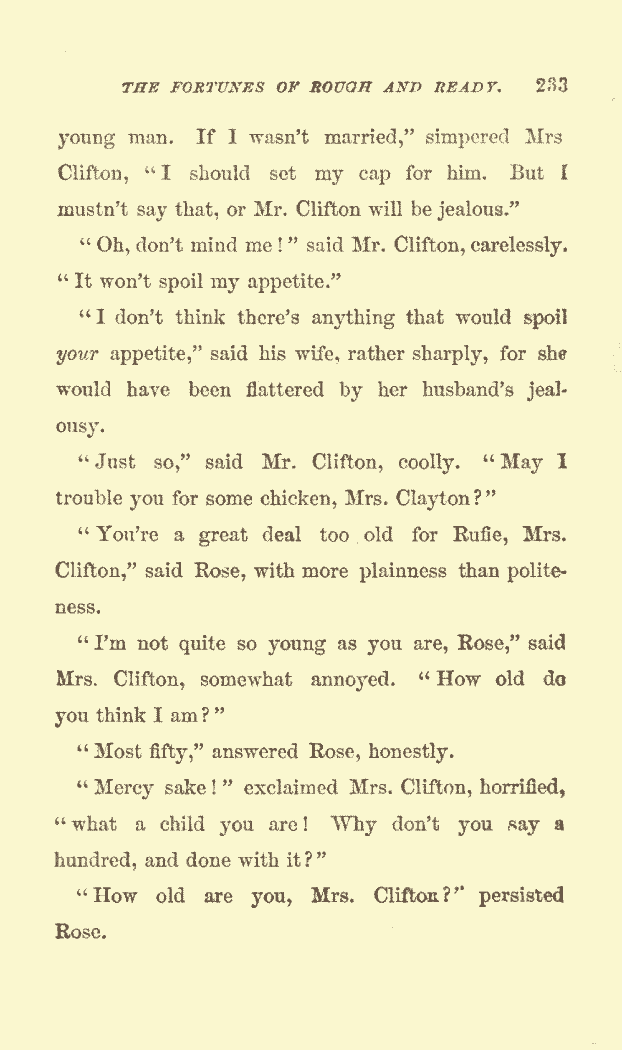 THE FORTUNES OF ROUGH AND READY. 233
young man. If I wasn't married,” simpered Mrs
Clifton, “I should set my cap for him. But I
mustn't say that, or Mr. Clifton will be jealous.”
“Oh, don't mind me!” said Mr. Clifton, carelessly.
“It won't spoil my appetite.”
“I don't think there's anything that would spoil
your appetite,” said his wife, rather sharply, for she
would have been flattered by her husband's jeal-
ousy.
“Just so,” said Mr. Clifton, coolly. “May I
trouble you for some chicken, Mrs. Clayton?”
“You're a great deal too old for Rufie, Mrs.
Clifton,” said Rose, with more plainness than polite-
ness.
“I'm not quite so young as you are, Rose,” said
Mrs. Clifton, somewhat annoyed. “How old do
you think I am?”
“Most fifty,” answered Rose, honestly.
“Mercy sake!” exclaimed Mrs. Clifton, horrified,
“what a child you are! Why don't you say a
hundred, and done with it?”
“How old are you, Mrs. Clifton?” persisted
Rose.